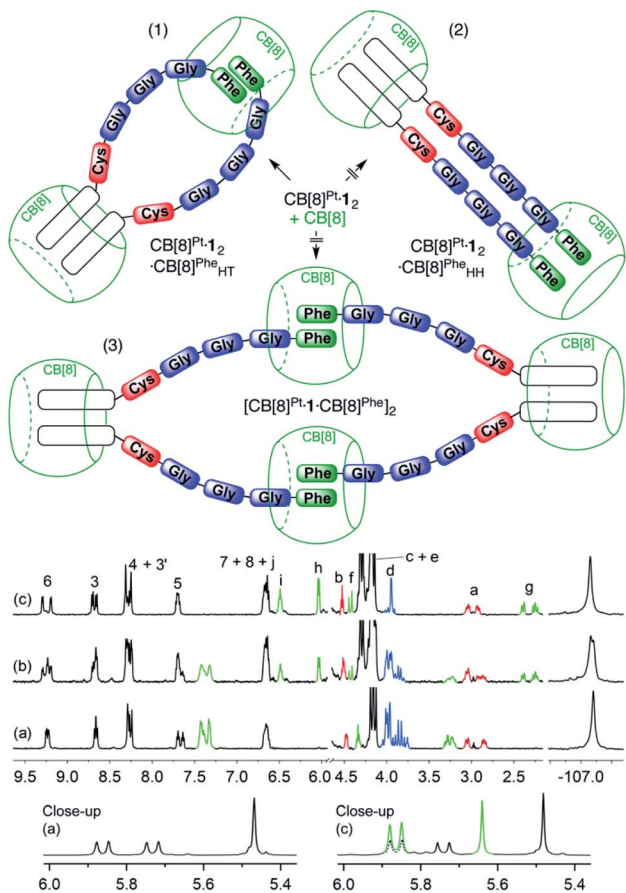 (1)
(2)
CB[8]
Phe
Phe
Gly
Gly
Gly
Cys
Gly
Gly
Gly
Cys
CB[8]
CB[8]ᴾᵗ·1₂
·CB[8]ᴾʰᵉHT
CB[8]ᴾᵗ·1₂
+ CB[8]
CB[8]
Cys
Gly
Gly
Gly
Phe
Cys
Gly
Gly
Gly
Phe
CB[8]
CB[8]ᴾᵗ·1₂
·CB[8]ᴾʰᵉHH
(3)
CB[8]
CB[8]
CB[8]
Cys Gly Gly Gly Phe
Phe Gly Gly Gly Cys
[CB[8]ᴾᵗ·1·CB[8]ᴾʰᵉ]₂
Cys Gly Gly Gly Phe
Phe Gly Gly Gly Cys
CB[8]
6 3 4 + 3' 5 7 + 8 + j i h b f c + e d a g
(c)
(b)
(a)
9.5 9.0 8.5 8.0 7.5 7.0 6.5 6.0 4.5 4.0 3.5 3.0 2.5 -107.0
Close-up
(a)
6.0 5.8 5.6 5.4
Close-up
(c)
6.0 5.8 5.6 5.4